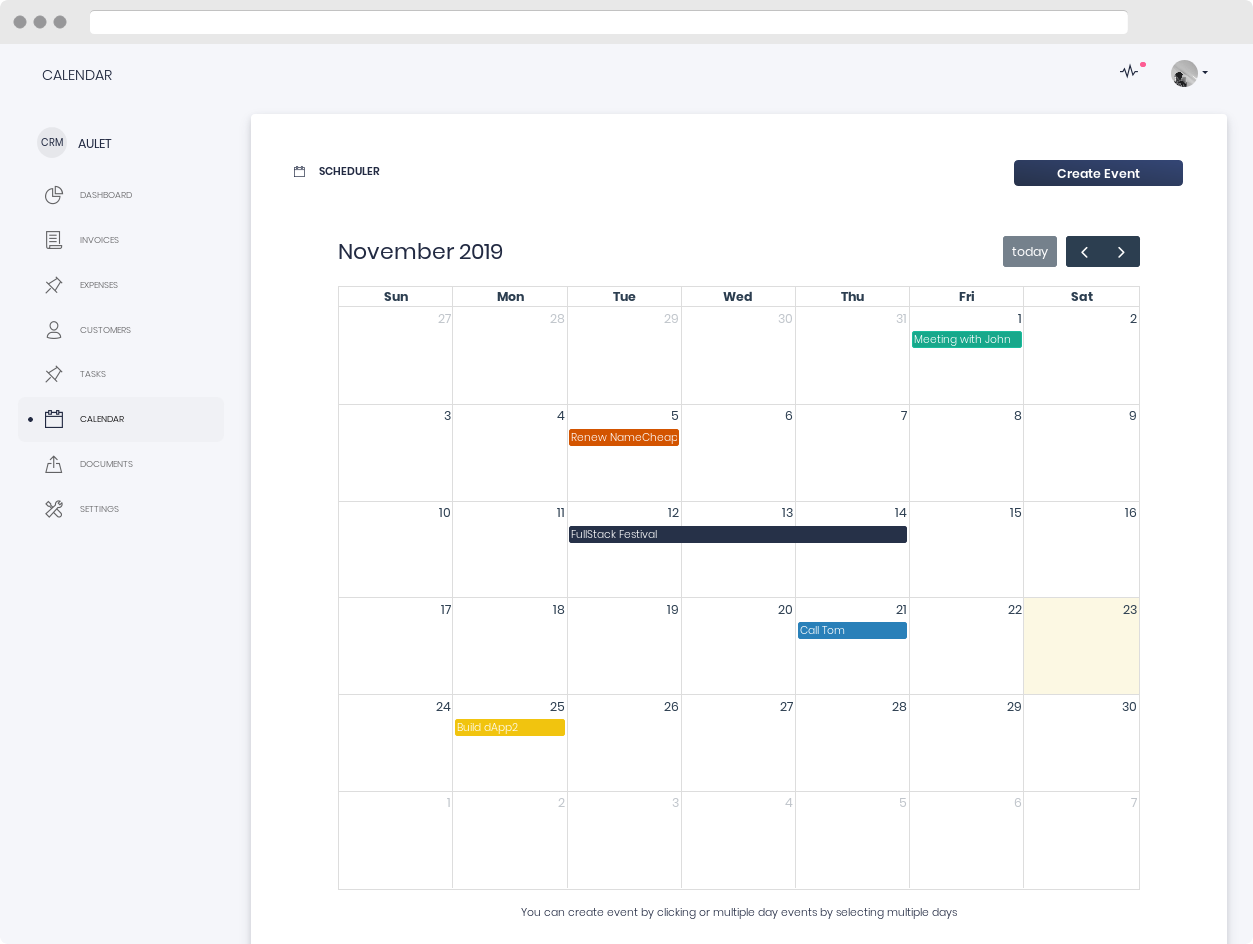 CALENDAR
CRM AULET
DASHBOARD
INVOICES
EXPENSES
CUSTOMERS
TASKS
CALENDAR
DOCUMENTS
SETTINGS
SCHEDULER
Create Event
November 2019
today
Sun Mon Tue Wed Thu Fri Sat
27 28 29 30 31 1 2
Meeting with John
3 4 5 6 7 8 9
Renew NameCheap
10 11 12 13 14 15 16
FullStack Festival
17 18 19 20 21 22 23
Call Tom
24 25 26 27 28 29 30
Build dApp2
1 2 3 4 5 6 7
You can create event by clicking or multiple day events by selecting multiple days